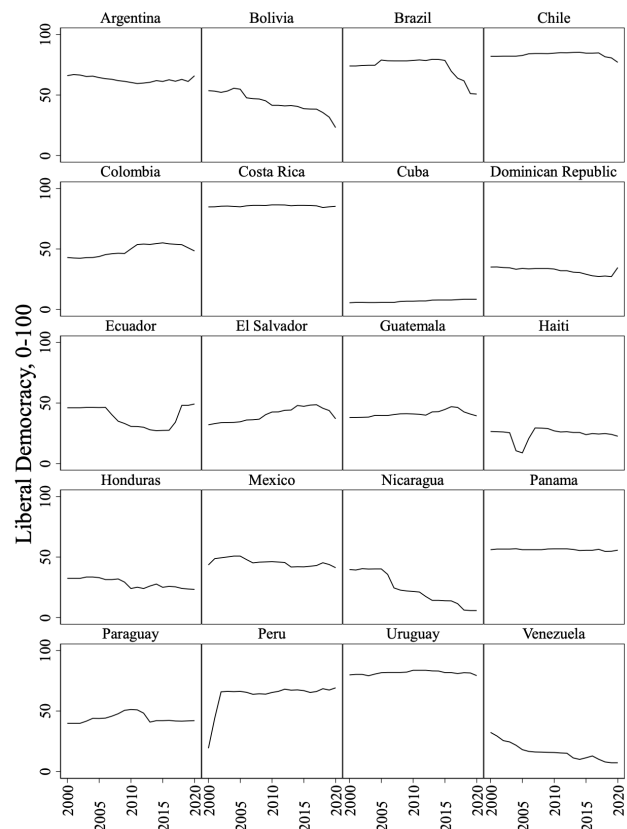 Argentina Bolivia Brazil Chile
0 50 100
Colombia Costa Rica Cuba Dominican Republic
0 50 100
Ecuador El Salvador Guatemala Haiti
0 50 100
Honduras Mexico Nicaragua Panama
0 50 100
Paraguay Peru Uruguay Venezuela
0 50 100
Liberal Democracy, 0-100
2000 2005 2010 2015 2020 2000 2005 2010 2015 2020 2000 2005 2010 2015 2020 2000 2005 2010 2015 2020